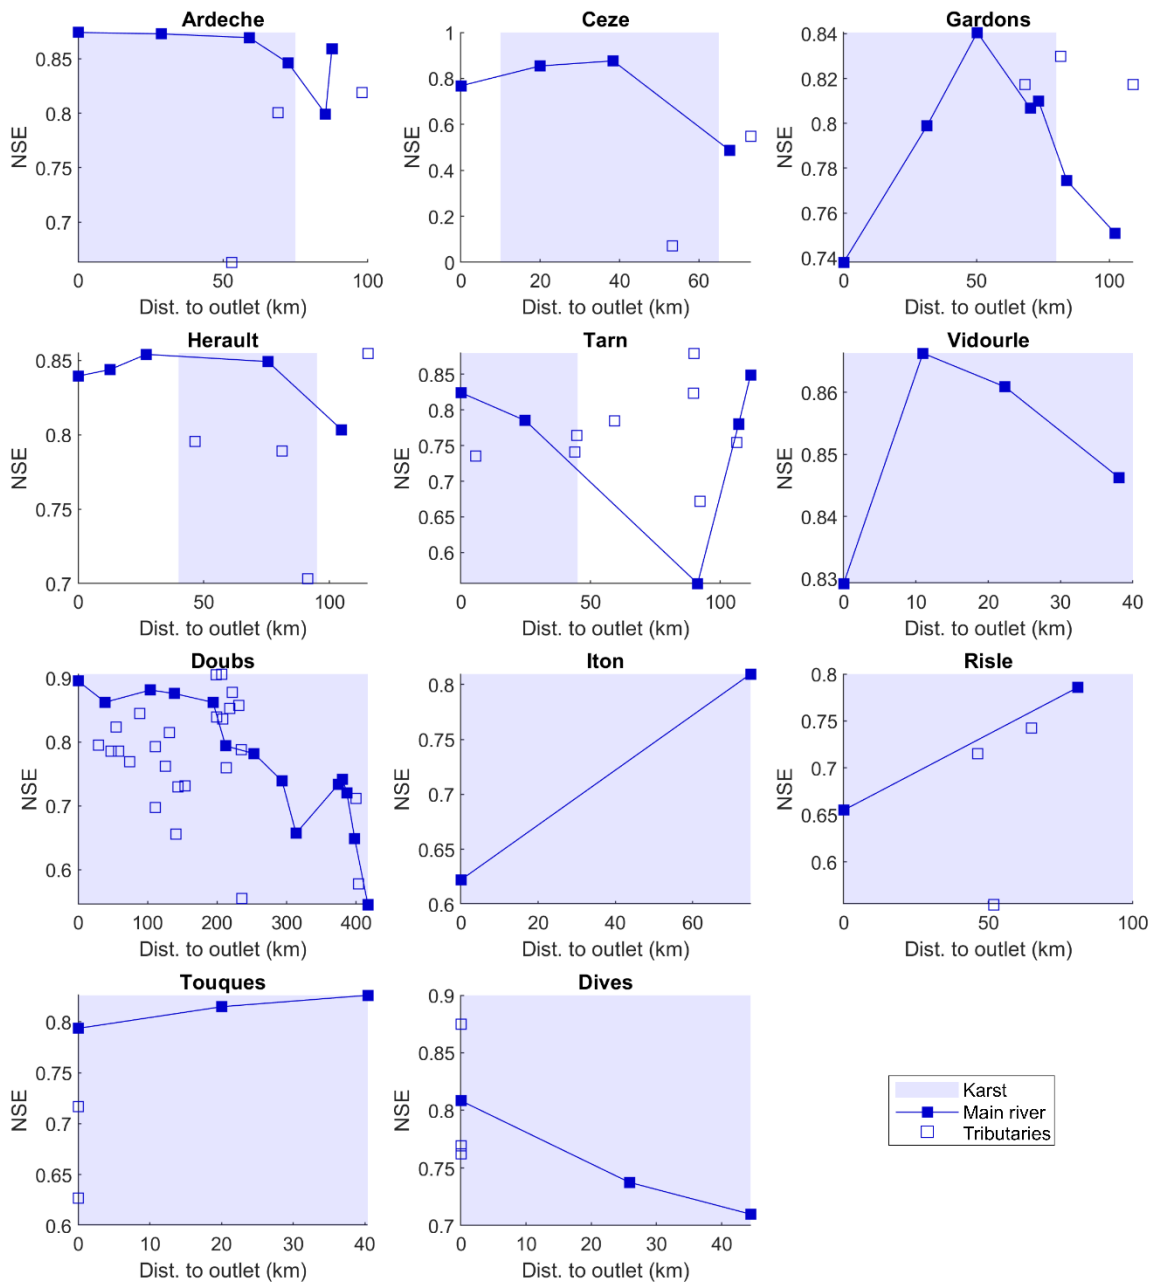 Ardeche
NSE
0.85
0.8
0.75
0.7
0 50 100
Dist. to outlet (km)
Ceze
NSE
1
0.8
0.6
0.4
0.2
0
0 20 40 60
Dist. to outlet (km)
Gardons
NSE
0.84
0.82
0.8
0.78
0.76
0.74
0 50 100
Dist. to outlet (km)
Herault
NSE
0.85
0.8
0.75
0.7
0 50 100
Dist. to outlet (km)
Tarn
NSE
0.85
0.8
0.75
0.7
0.65
0.6
0 50 100
Dist. to outlet (km)
Vidourle
NSE
0.86
0.85
0.84
0.83
0 10 20 30 40
Dist. to outlet (km)
Doubs
NSE
0.9
0.8
0.7
0.6
0 100 200 300 400
Dist. to outlet (km)
Iton
NSE
0.8
0.75
0.7
0.65
0.6
0 20 40 60
Dist. to outlet (km)
Risle
NSE
0.8
0.75
0.7
0.65
0.6
0 50 100
Dist. to outlet (km)
Touques
NSE
0.8
0.75
0.7
0.65
0.6
0 10 20 30 40
Dist. to outlet (km)
Dives
NSE
0.9
0.85
0.8
0.75
0.7
0 10 20 30 40
Dist. to outlet (km)
Karst
Main river
Tributaries